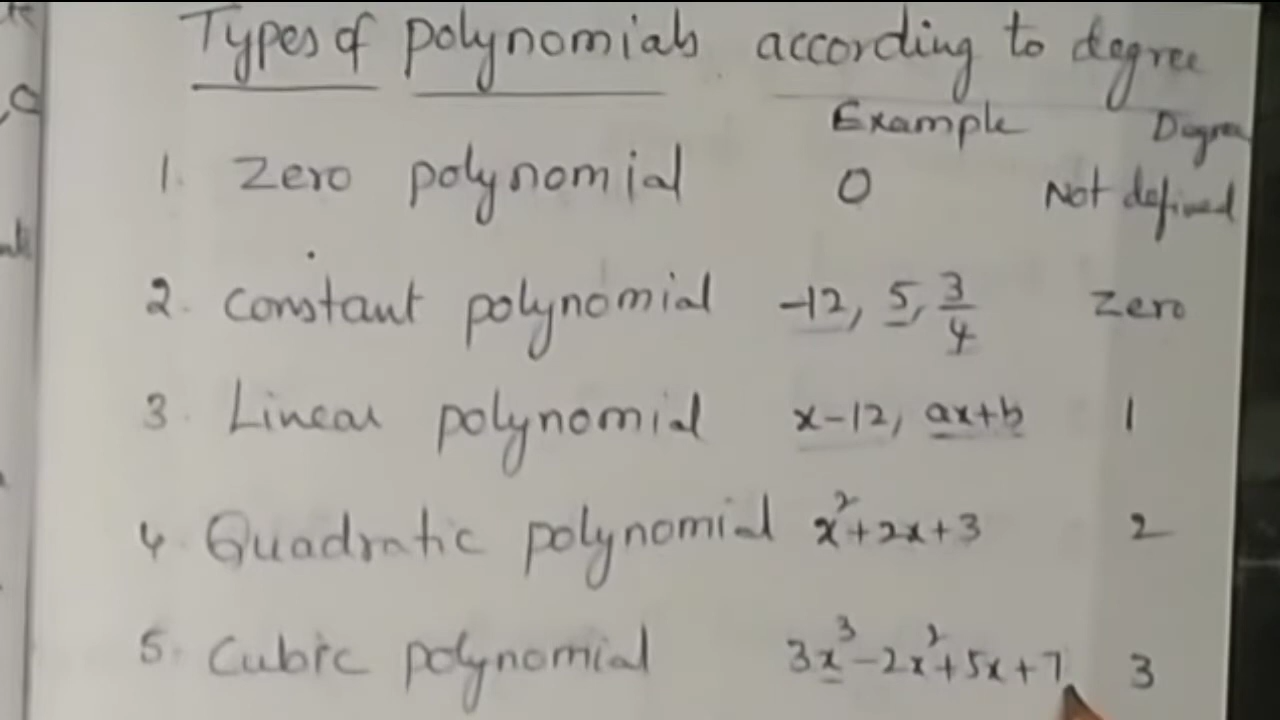 Types of polynomials according to degree
Example Degree
1. Zero polynomial 0 Not defined
2. Constant polynomial -12, 5, 3/4 Zero
3. Linear polynomial x-12, ax+b 1
4. Quadratic polynomial x²+2x+3 2
5. Cubic polynomial 3x³-2x²+5x+7 3